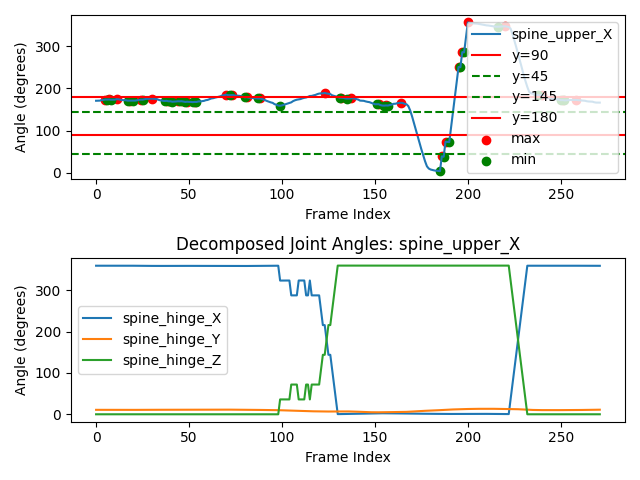 300
200
100
0
Angle (degrees)
spine_upper_X
y=90
y=45
y=145
y=180
max
min
0 50 100 150 200 250
Frame Index
Decomposed Joint Angles: spine_upper_X
300
200
100
0
Angle (degrees)
spine_hinge_X
spine_hinge_Y
spine_hinge_Z
0 50 100 150 200 250
Frame Index